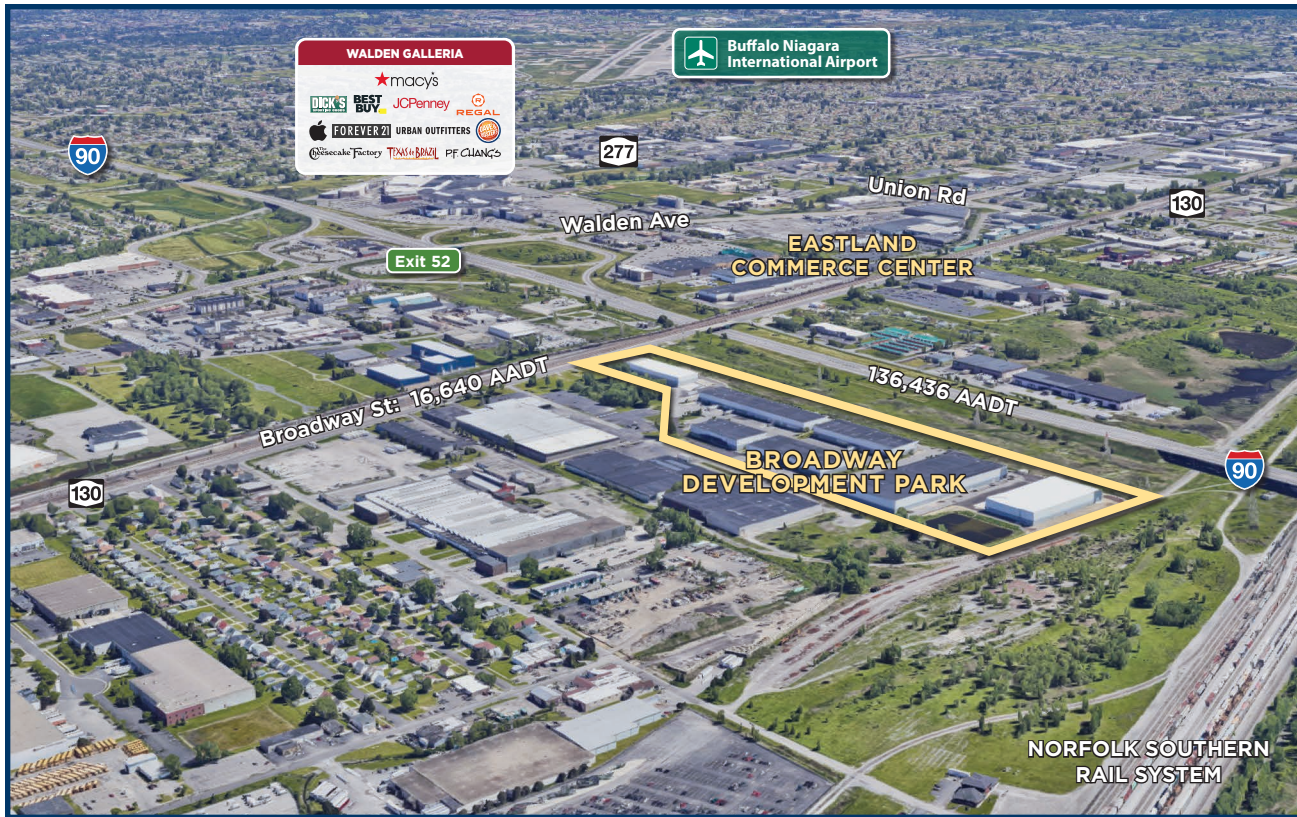 WALDEN GALLERIA
macy's
DICK'S
SPORTING GOODS
BEST
BUY
JCPenney
REGAL
FOREVER 21
URBAN OUTFITTERS
The
Cheesecake Factory
TEXAS de BRAZIL
P.F. CHANG'S
Buffalo Niagara
International Airport
90
277
Union Rd
130
Walden Ave
EASTLAND
COMMERCE CENTER
Exit 52
Broadway St: 16,640 AADT
136,436 AADT
BROADWAY
DEVELOPMENT PARK
90
130
NORFOLK SOUTHERN
RAIL SYSTEM